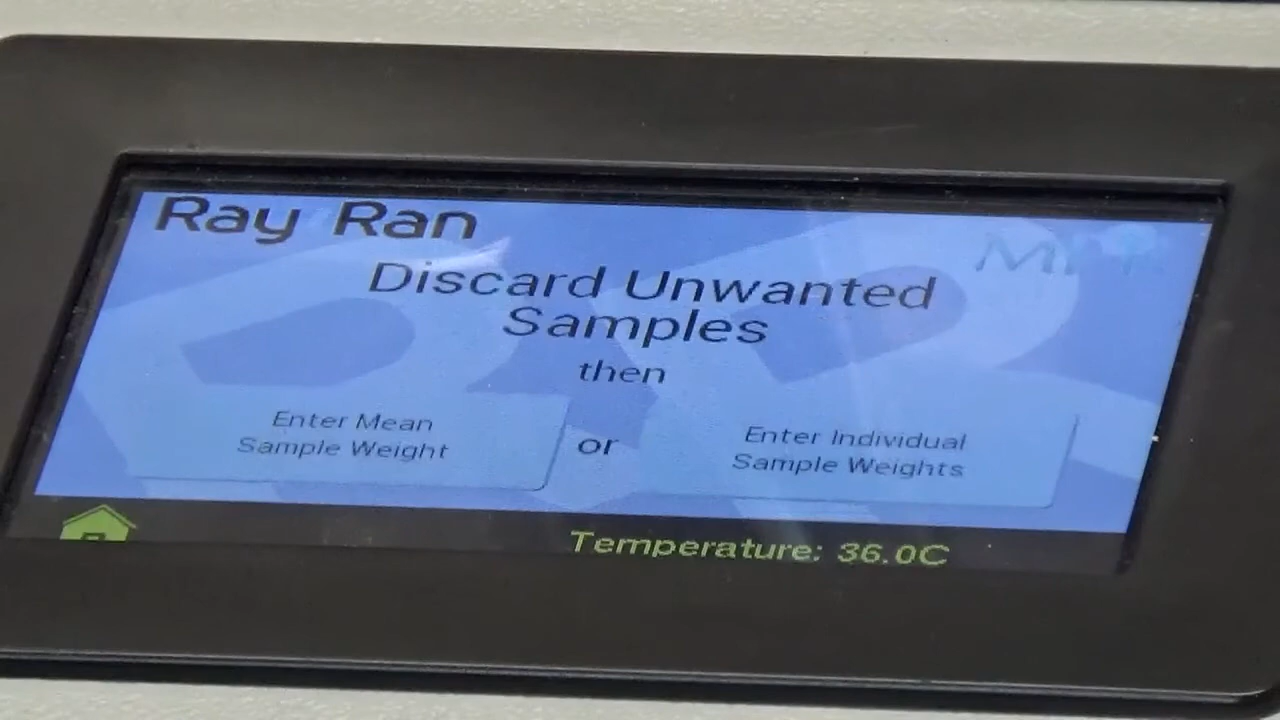 Ray Ran
Discard Unwanted
Samples
then
Enter Mean
Sample Weight
or
Enter Individual
Sample Weights
Temperature: 36.0C